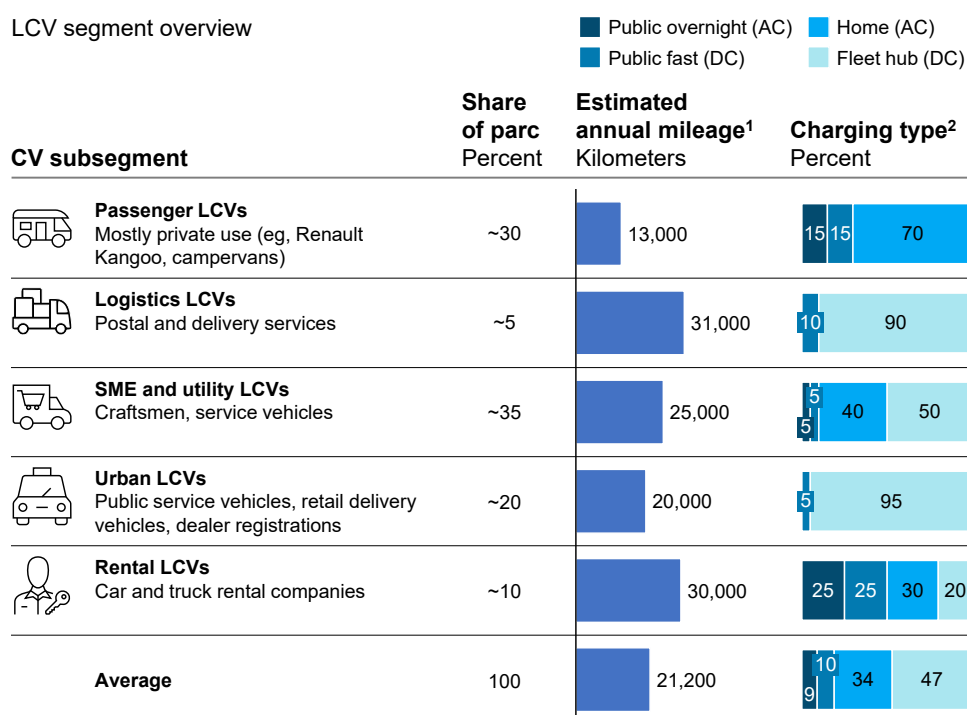 LCV segment overview
Public overnight (AC)
Home (AC)
Public fast (DC)
Fleet hub (DC)
CV subsegment
Share
of parc
Percent
Estimated
annual mileage1
Kilometers
Charging type2
Percent
Passenger LCVs
Mostly private use (eg, Renault
Kangoo, campervans)
~30
13,000
15 15 70
Logistics LCVs
Postal and delivery services
~5
31,000
10 90
SME and utility LCVs
Craftsmen, service vehicles
~35
25,000
5 5 40 50
Urban LCVs
Public service vehicles, retail delivery
vehicles, dealer registrations
~20
20,000
5 95
Rental LCVs
Car and truck rental companies
~10
30,000
25 25 30 20
Average
100
21,200
9 10 34 47